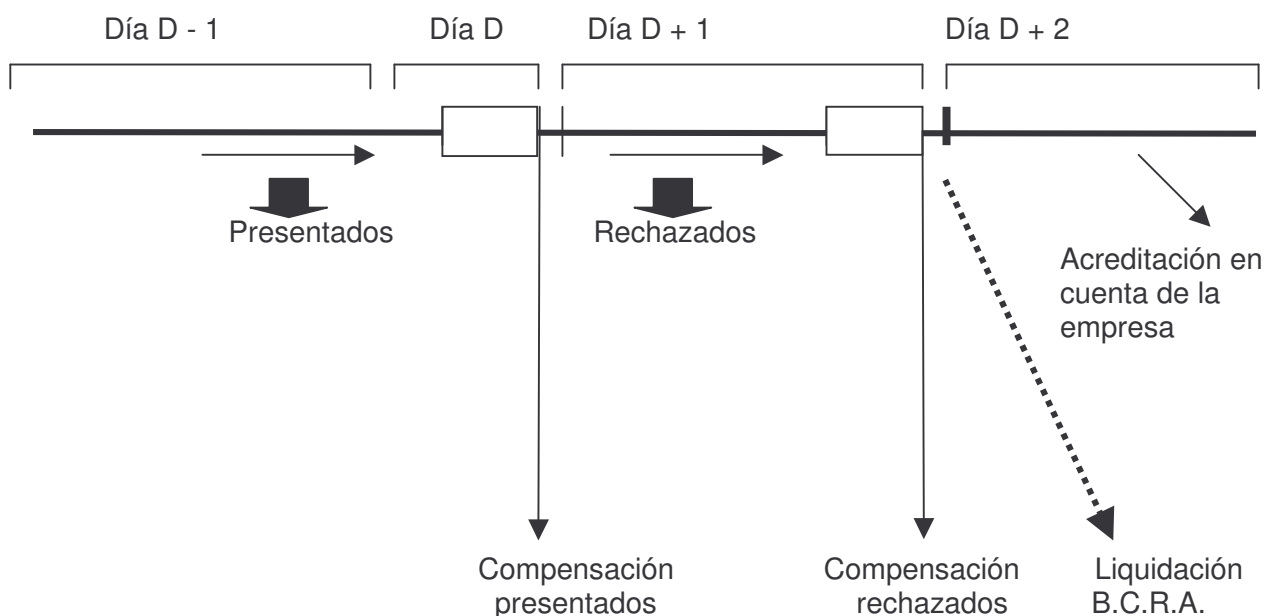 Día D - 1
Día D
Día D + 1
Día D + 2
Presentados
Rechazados
Acreditación en
cuenta de la
empresa
Compensación
presentados
Compensación
rechazados
Liquidación
B.C.R.A.